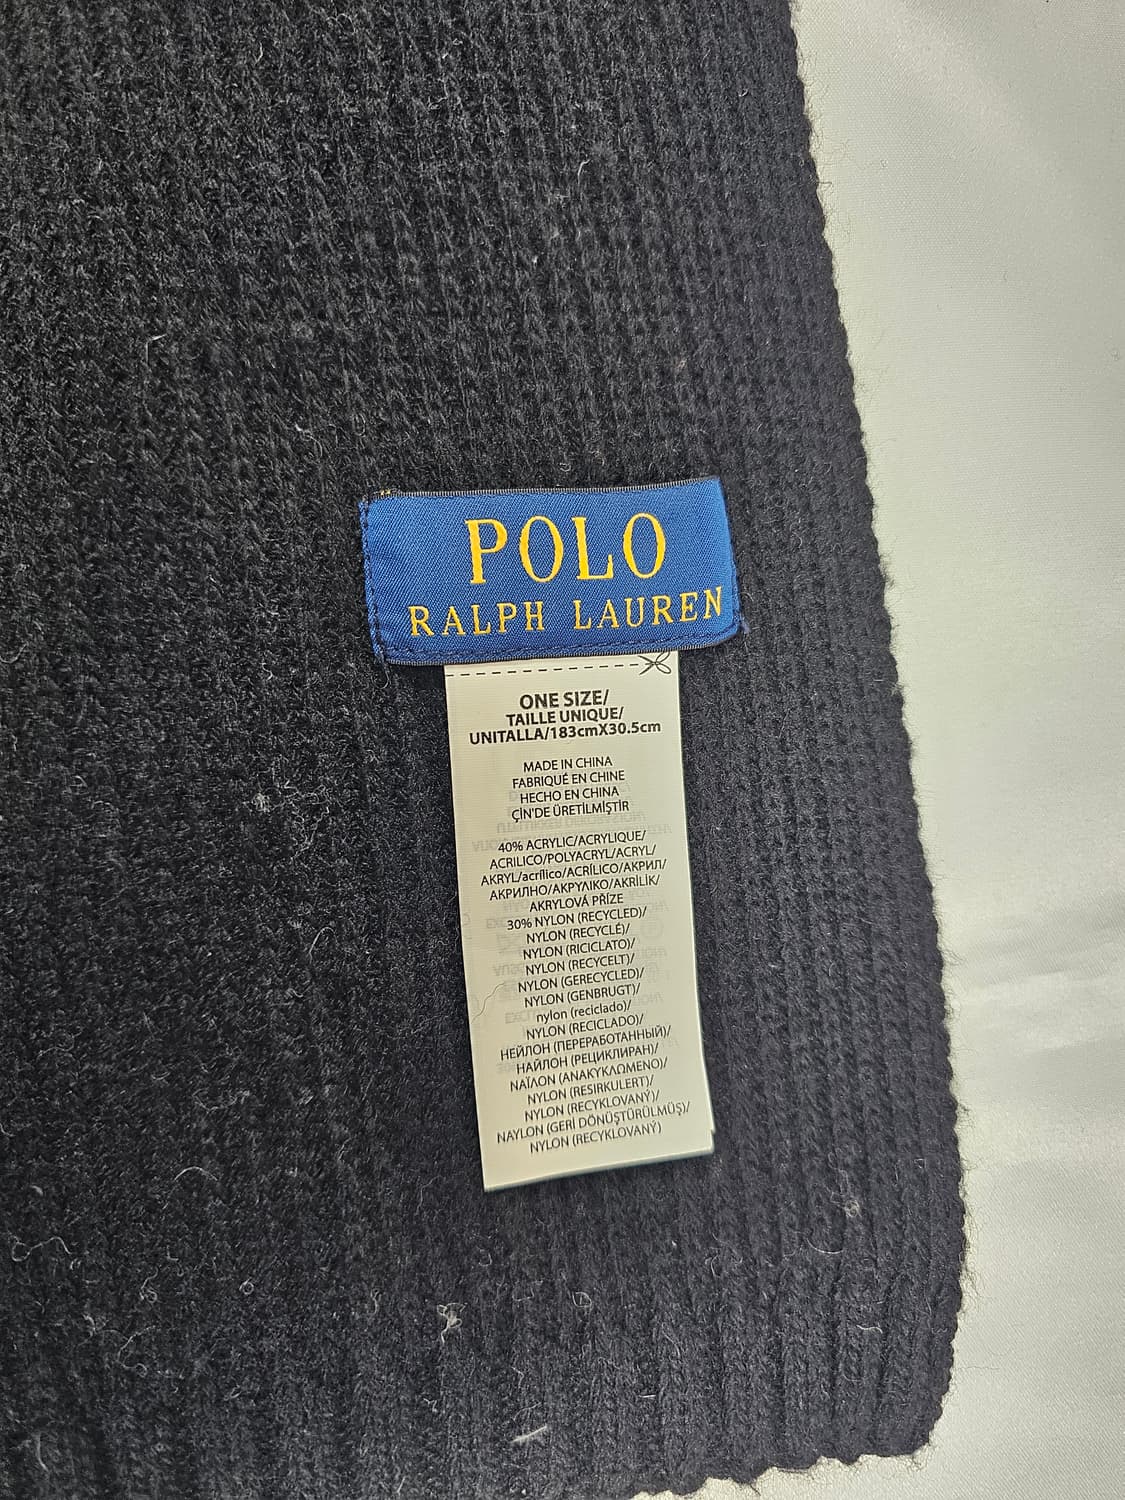 POLO
RALPH LAUREN
ONE SIZE/
TAILLE UNIQUE/
UNITALLA/183cmX30.5cm
MADE IN CHINA
FABRIQUÉ EN CHINE
HECHO EN CHINA
ÇİN'DE ÜRETİLMİŞTİR
40% ACRYLIC/ACRYLIQUE/
ACRILICO/POLYACRYL/ACRYL/
AKRYL/acrílico/ACRÍLICO/АКРИЛ/
АКРИЛНО/ΑΚΡΥΛΙΚΟ/AKRİLİK/
AKRYLOVÁ PŘÍZE
30% NYLON (RECYCLED)/
NYLON (RECYCLÉ)/
NYLON (RICICLATO)/
NYLON (RECYCELT)/
NYLON (GERECYCLED)/
NYLON (GENBRUGT)/
nylon (reciclado)/
NYLON (RECICLADO)/
НЕЙЛОН (ПЕРЕРАБОТАННЫЙ)/
НАЙЛОН (РЕЦИКЛИРАН)/
ΝΑΪΛΟΝ (ΑΝΑΚΥΚΛΩΜΕΝΟ)/
NYLON (RESIRKULERT)/
NYLON (RECYKLOVANÝ)/
NAYLON (GERİ DÖNÜŞTÜRÜLMÜŞ)/
NYLON (RECYKLOVANÝ)